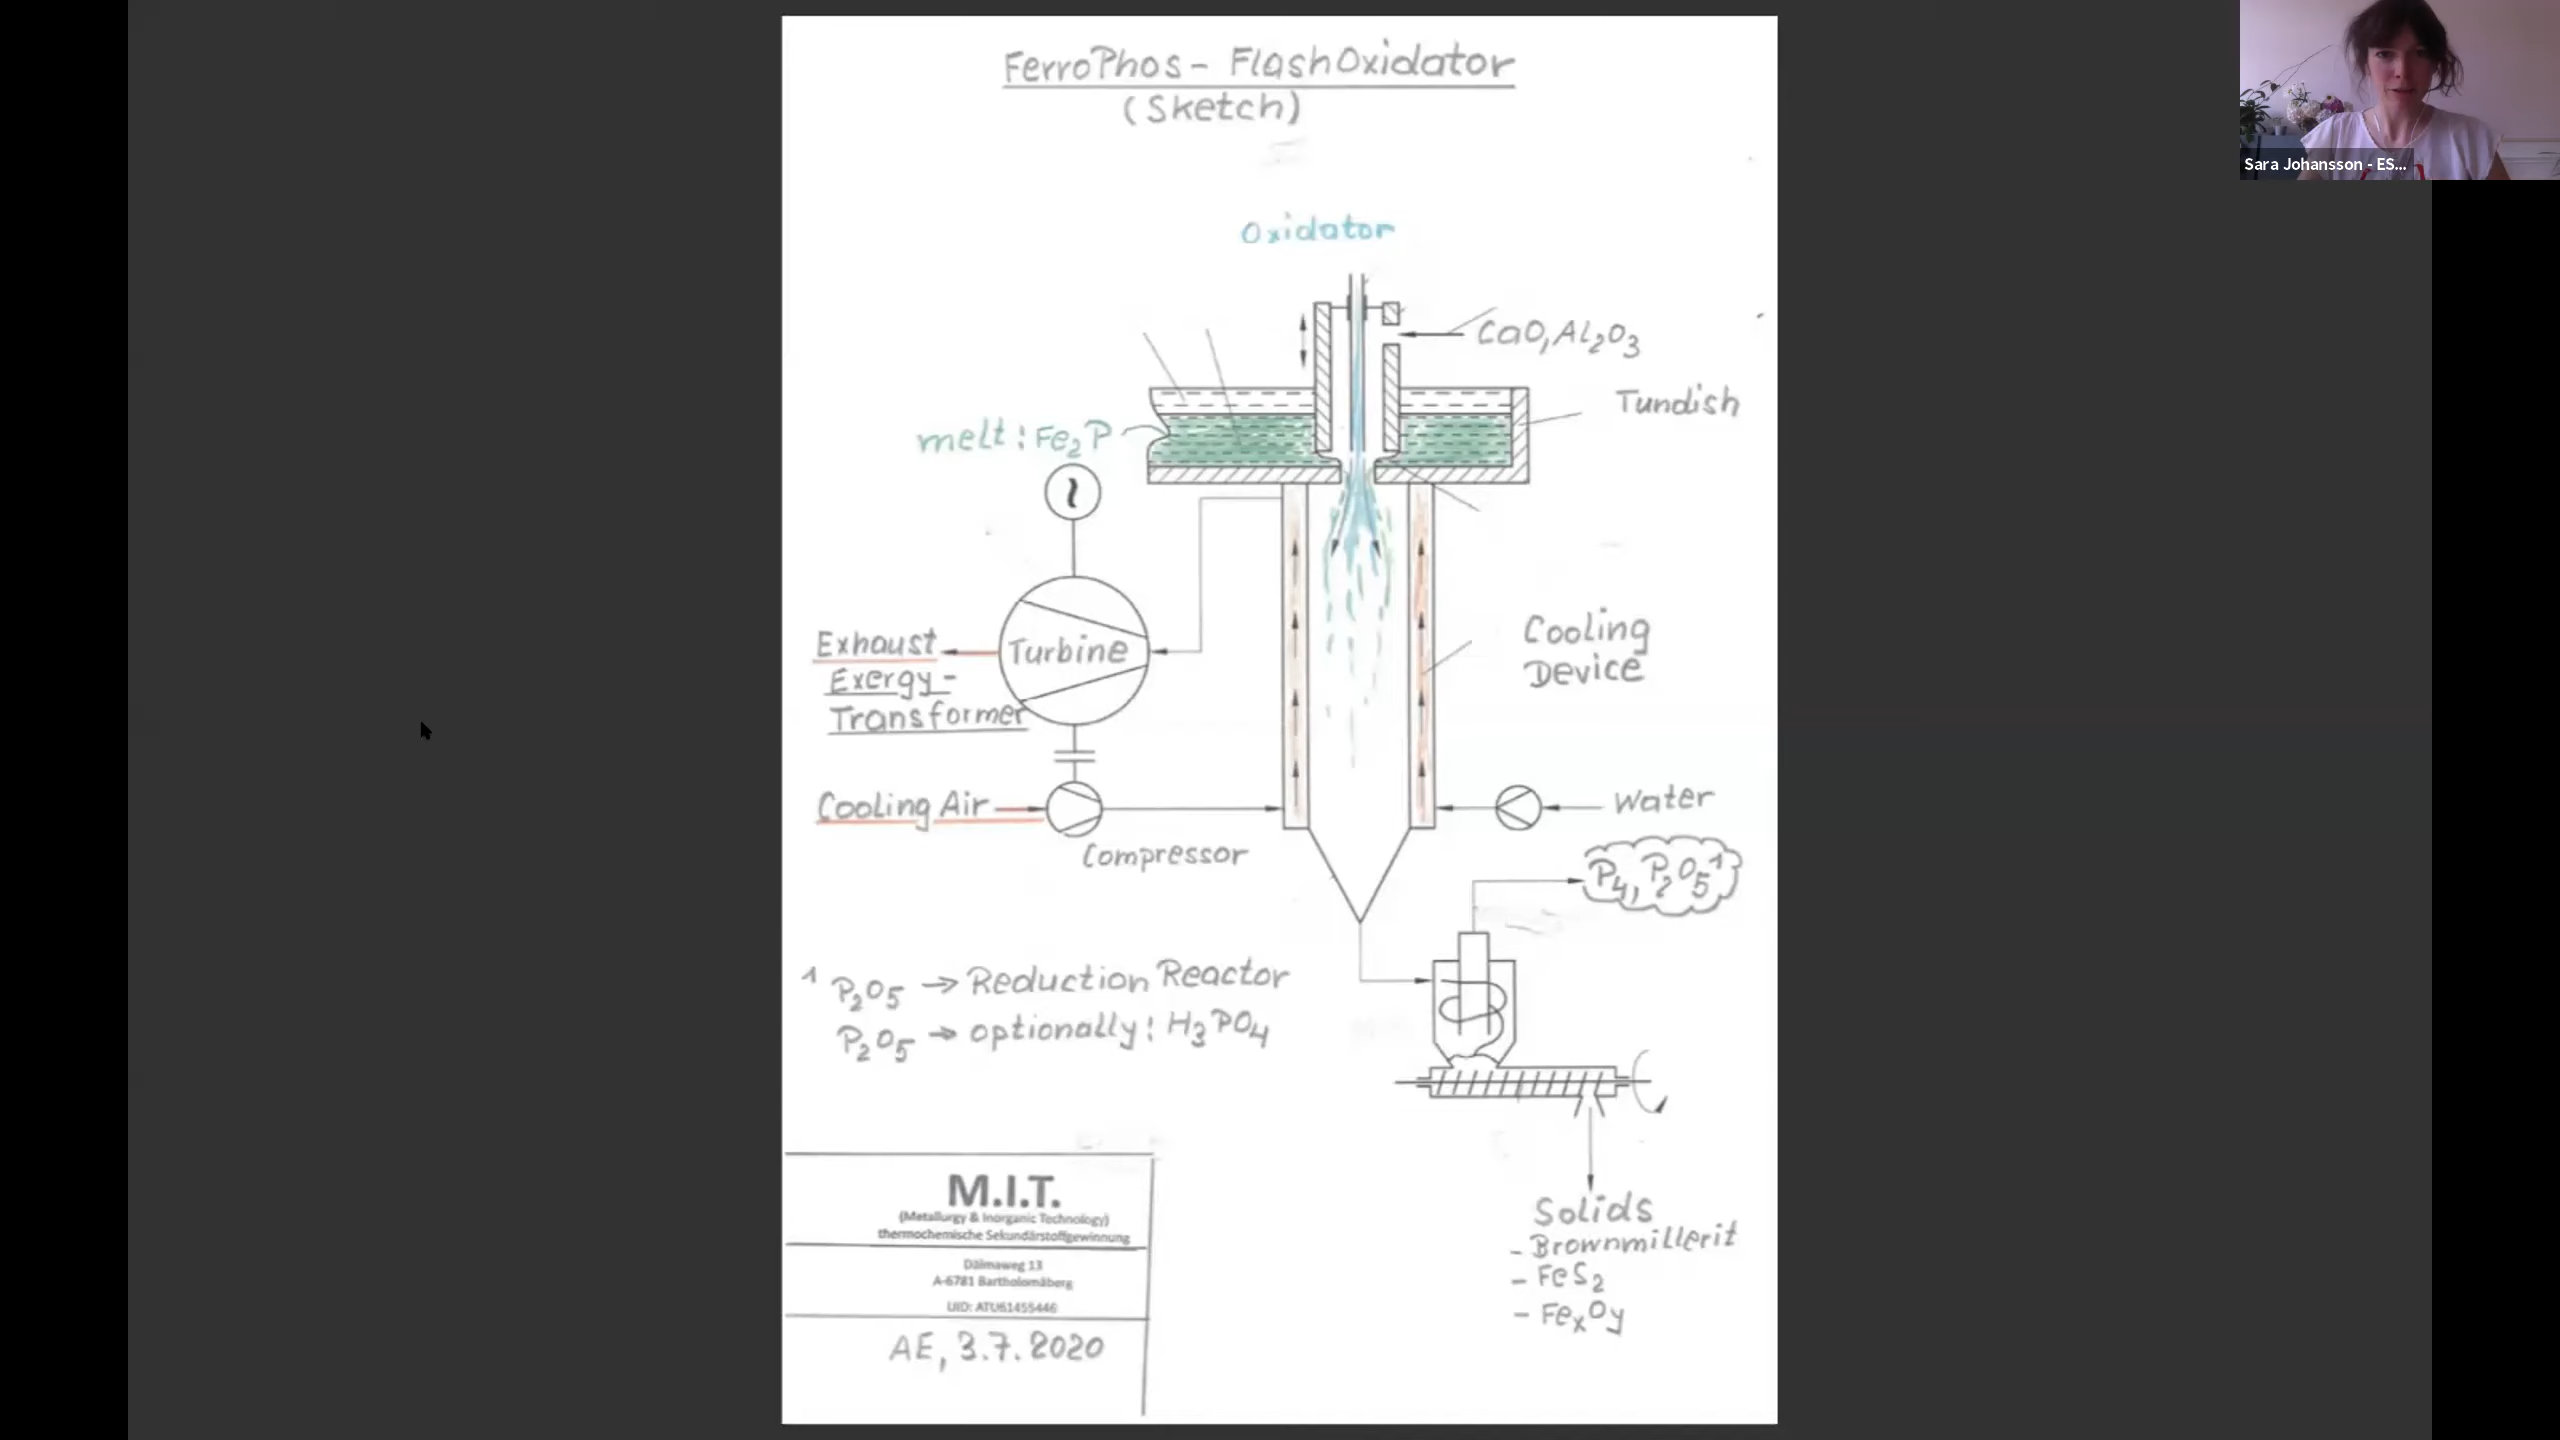 FerroPhos - FlashOxidator
(Sketch)
Sara Johansson - ES...
Oxidator
CaO, Al₂O₃
Tundish
melt: Fe₂P
Exhaust
Turbine
Exergy-
Transformer
Cooling
Device
Cooling Air
Compressor
Water
P₄, P₂O₅¹
¹ P₂O₅ → Reduction Reactor
P₂O₅ → optionally: H₃PO₄
M.I.T.
(Metallurgy & Inorganic Technology)
thermochemische Sekundärstoffgewinnung
Dälmaweg 13
A-6781 Bartholomäberg
UID: ATU61455446
AE, 3.7.2020
Solids
- Brownmillerit
- FeS₂
- FeₓOy